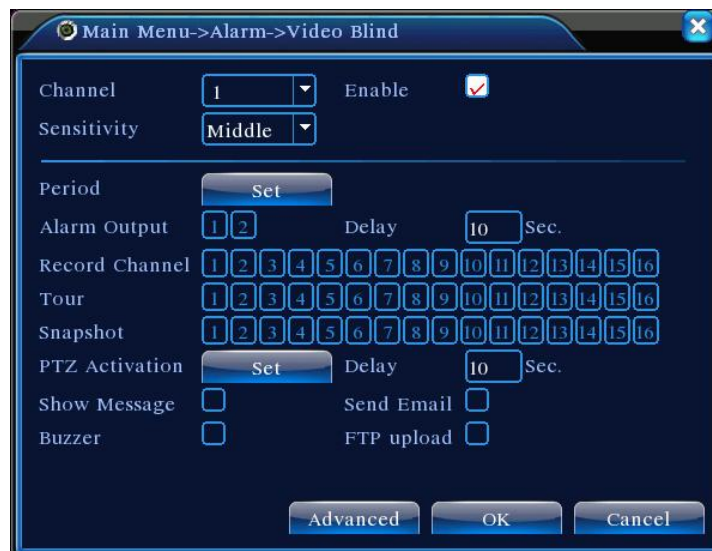 Main Menu->Alarm->Video Blind
Channel 1 Enable
Sensitivity Middle
Period Set
Alarm Output 1 2 Delay 10 Sec.
Record Channel 1 2 3 4 5 6 7 8 9 10 11 12 13 14 15 16
Tour 1 2 3 4 5 6 7 8 9 10 11 12 13 14 15 16
Snapshot 1 2 3 4 5 6 7 8 9 10 11 12 13 14 15 16
PTZ Activation Set Delay 10 Sec.
Show Message Send Email
Buzzer FTP upload
Advanced OK Cancel